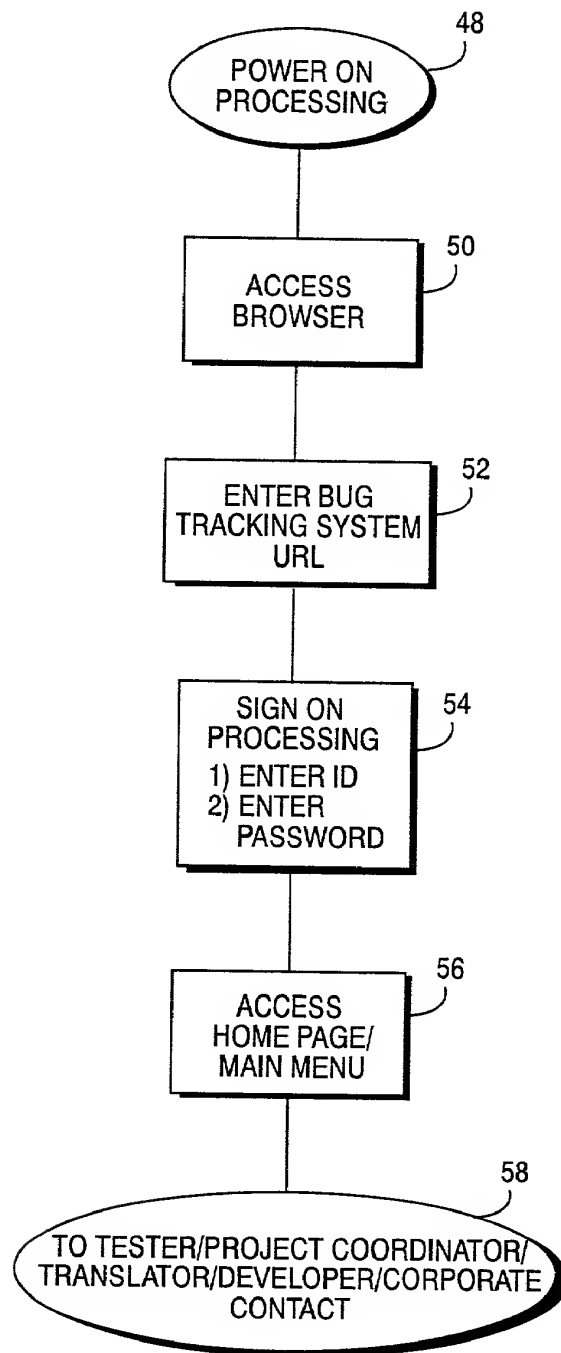 48
POWER ON
PROCESSING
50
ACCESS
BROWSER
52
ENTER BUG
TRACKING SYSTEM
URL
54
SIGN ON
PROCESSING
1) ENTER ID
2) ENTER
PASSWORD
56
ACCESS
HOME PAGE/
MAIN MENU
58
TO TESTER/PROJECT COORDINATOR/
TRANSLATOR/DEVELOPER/CORPORATE
CONTACT